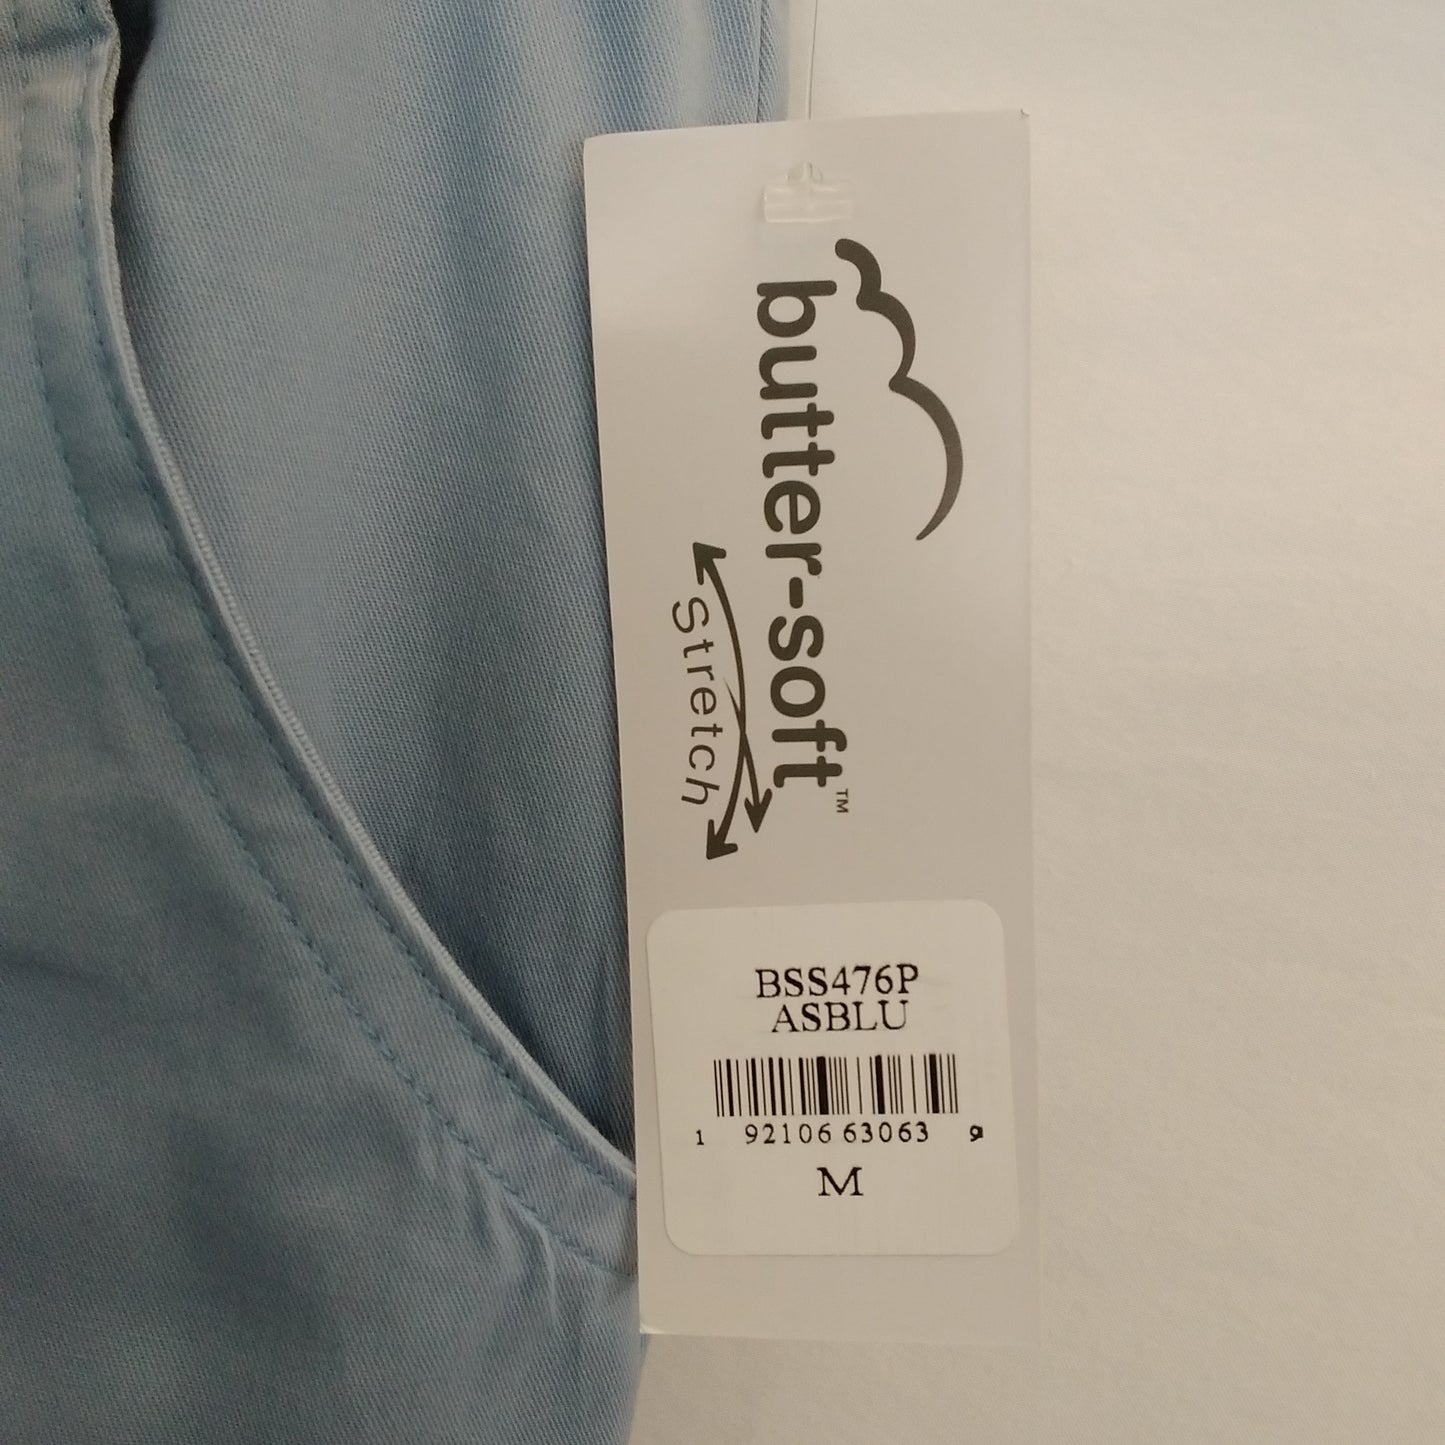 butter-soft™
Stretch
BSS476P
ASBLU
1 92106 63063 9
M